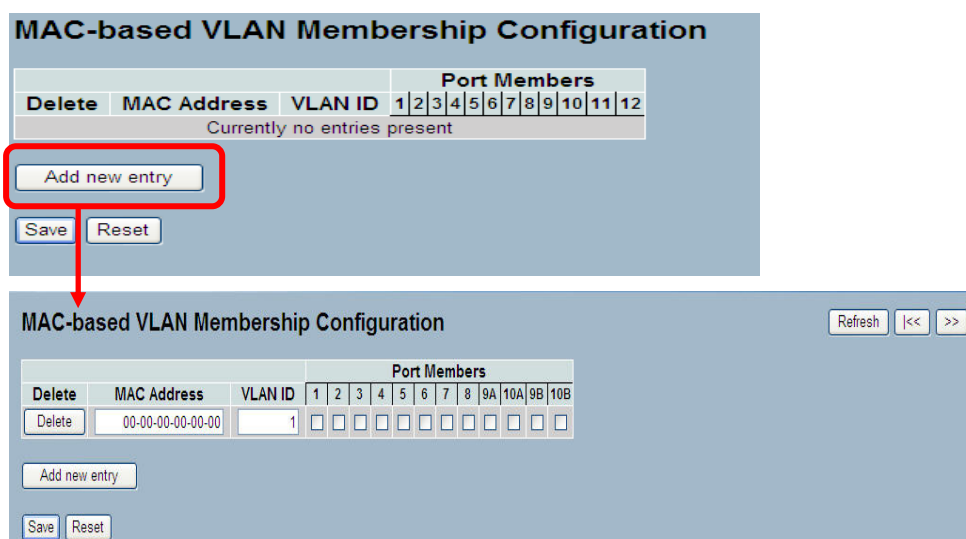 MAC-based VLAN Membership Configuration
Port Members
Delete MAC Address VLAN ID 1 2 3 4 5 6 7 8 9 10 11 12
Currently no entries present
Add new entry
Save Reset
MAC-based VLAN Membership Configuration Refresh |<< >>
Port Members
Delete MAC Address VLAN ID 1 2 3 4 5 6 7 8 9A 10A 9B 10B
Delete 00-00-00-00-00-00 1
Add new entry
Save Reset